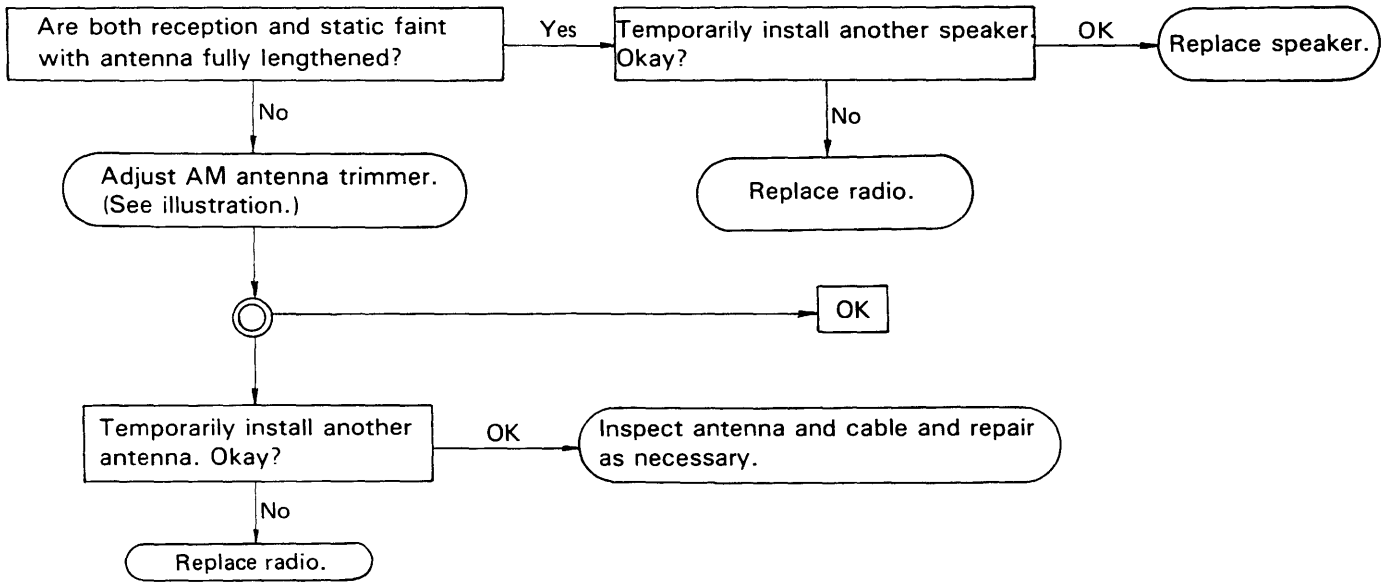 Are both reception and static faint
with antenna fully lengthened?
Yes
Temporarily install another speaker.
Okay?
OK
Replace speaker.
No
No
Adjust AM antenna trimmer.
(See illustration.)
Replace radio.
OK
Temporarily install another
antenna. Okay?
OK
Inspect antenna and cable and repair
as necessary.
No
Replace radio.